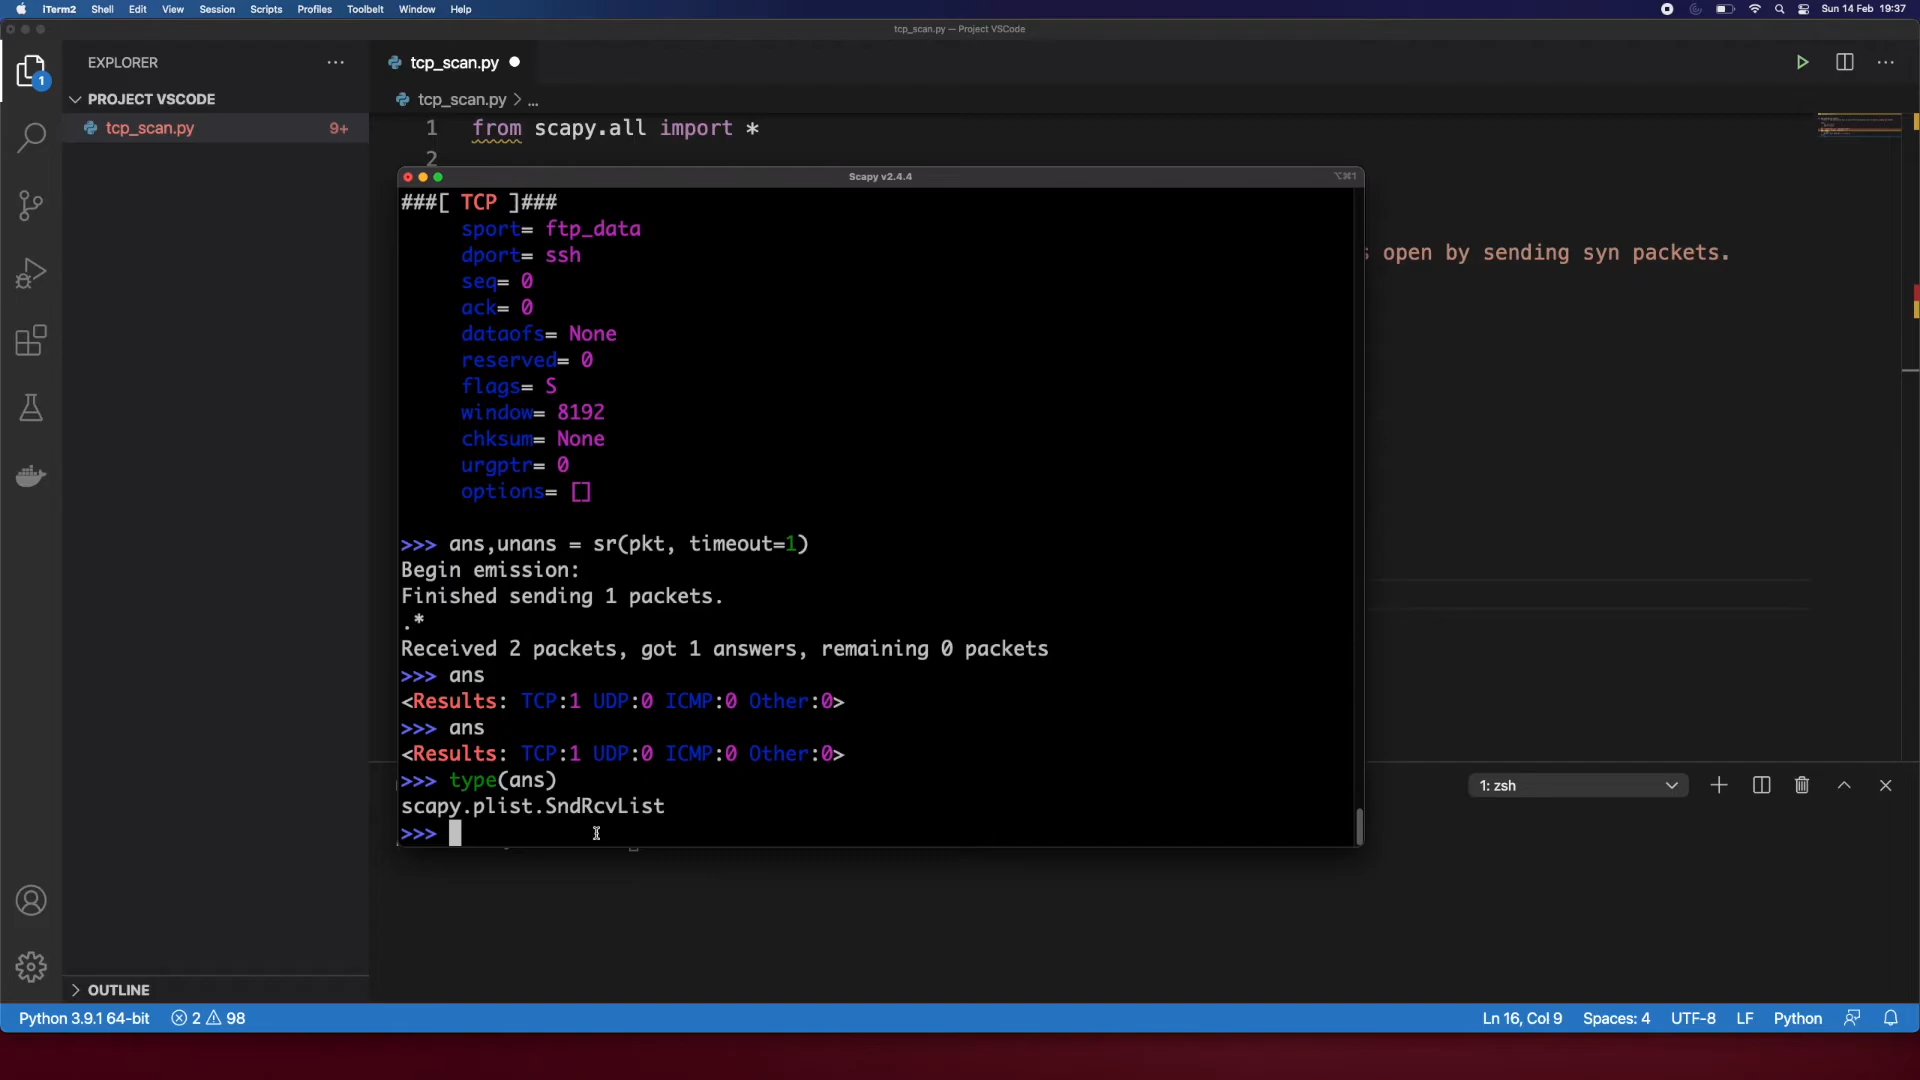 iTerm2 Shell Edit View Session Scripts Profiles Toolbelt Window Help Sun 14 Feb 19:37
tcp_scan.py — Project VSCode
EXPLORER ...
tcp_scan.py
PROJECT VSCODE
tcp_scan.py > ...
tcp_scan.py 9+
1
1 from scapy.all import *
2
Scapy v2.4.4 ⌥⌘1
###[ TCP ]###
sport= ftp_data
dport= ssh
open by sending syn packets.
seq= 0
ack= 0
dataofs= None
reserved= 0
flags= S
window= 8192
chksum= None
urgptr= 0
options= []
>>> ans,unans = sr(pkt, timeout=1)
Begin emission:
Finished sending 1 packets.
.*
Received 2 packets, got 1 answers, remaining 0 packets
>>> ans
<Results: TCP:1 UDP:0 ICMP:0 Other:0>
>>> ans
<Results: TCP:1 UDP:0 ICMP:0 Other:0>
>>> type(ans)
scapy.plist.SndRcvList
>>>
1: zsh
OUTLINE
Python 3.9.1 64-bit 2 98 Ln 16, Col 9 Spaces: 4 UTF-8 LF Python